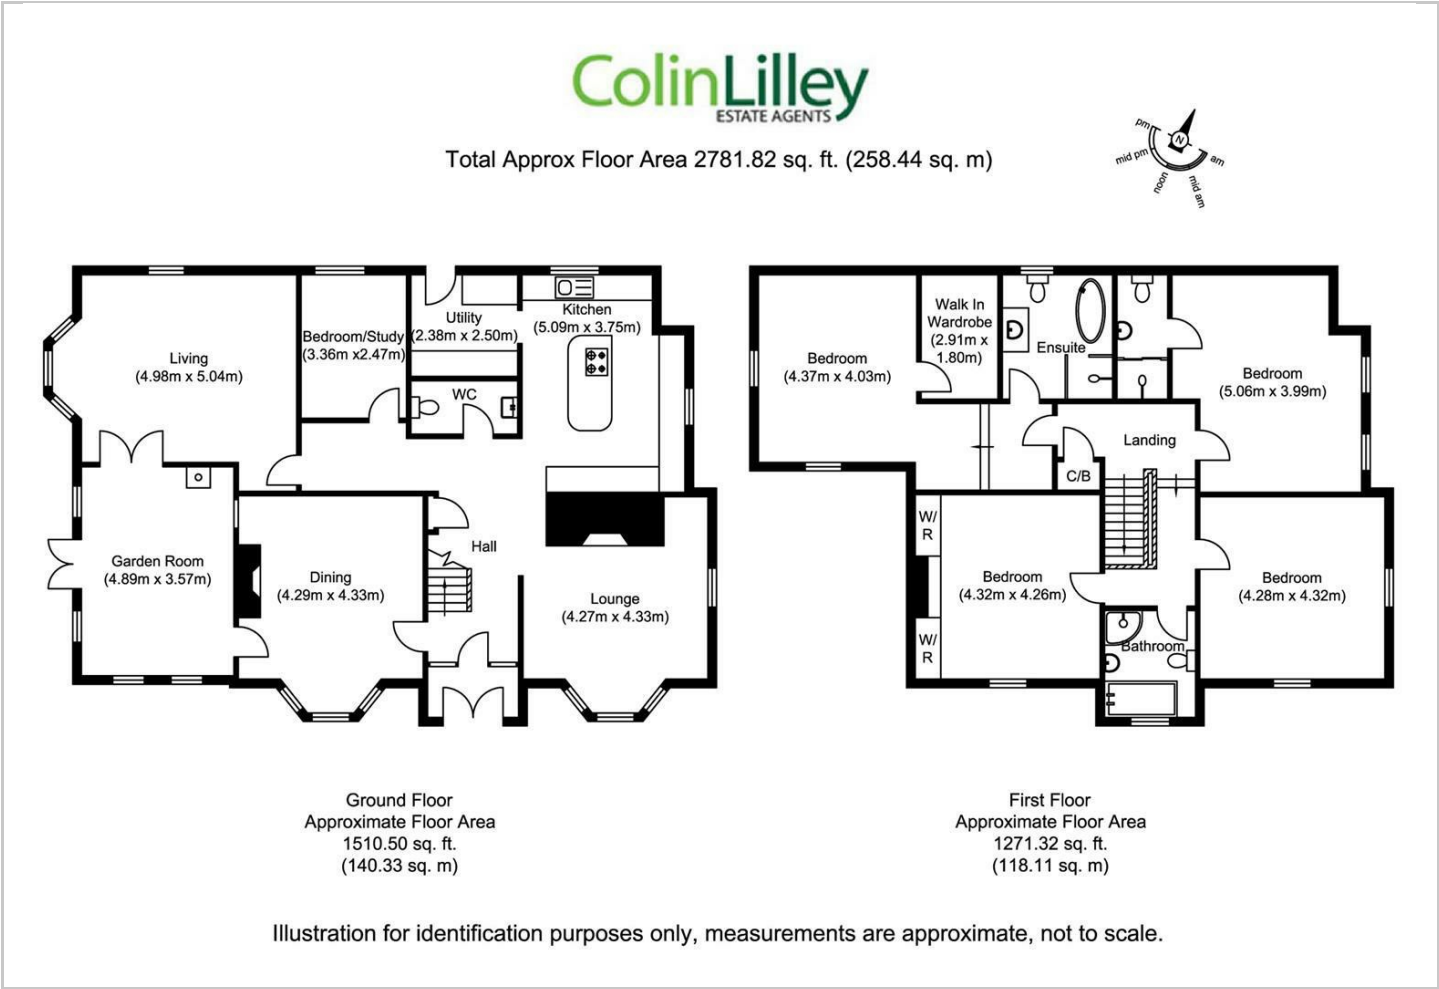 ColinLilley
ESTATE AGENTS
Total Approx Floor Area 2781.82 sq. ft. (258.44 sq. m)
pm
mid pm
noon
mid am
am
N
Living
(4.98m x 5.04m)
Bedroom/Study
(3.36m x2.47m)
Utility
(2.38m x 2.50m)
Kitchen
(5.09m x 3.75m)
WC
Garden Room
(4.89m x 3.57m)
Dining
(4.29m x 4.33m)
Hall
Lounge
(4.27m x 4.33m)
Bedroom
(4.37m x 4.03m)
Walk In
Wardrobe
(2.91m x
1.80m)
Ensuite
Bedroom
(5.06m x 3.99m)
Landing
C/B
W/
R
Bedroom
(4.32m x 4.26m)
W/
R
Bedroom
(4.28m x 4.32m)
Bathroom
Ground Floor
Approximate Floor Area
1510.50 sq. ft.
(140.33 sq. m)
First Floor
Approximate Floor Area
1271.32 sq. ft.
(118.11 sq. m)
Illustration for identification purposes only, measurements are approximate, not to scale.